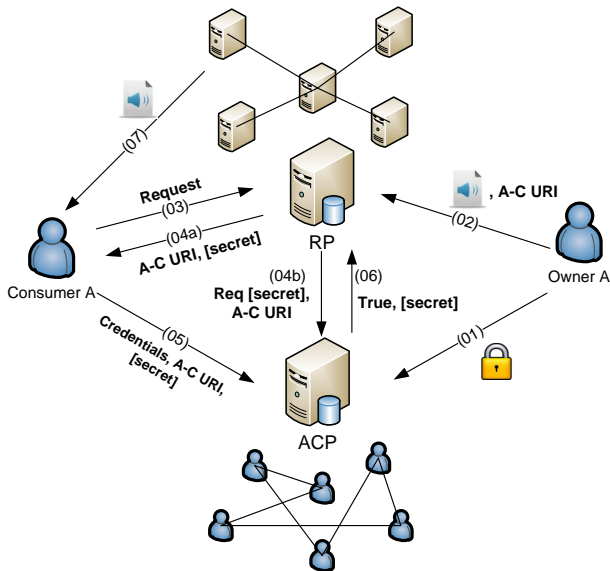 (07)
Request
(03)
(04a)
A-C URI, [secret]
, A-C URI
(02)
RP
Consumer A
Owner A
(04b)
Req [secret],
A-C URI
(06)
True, [secret]
(05)
Credentials, A-C URI,
[secret]
(01)
ACP